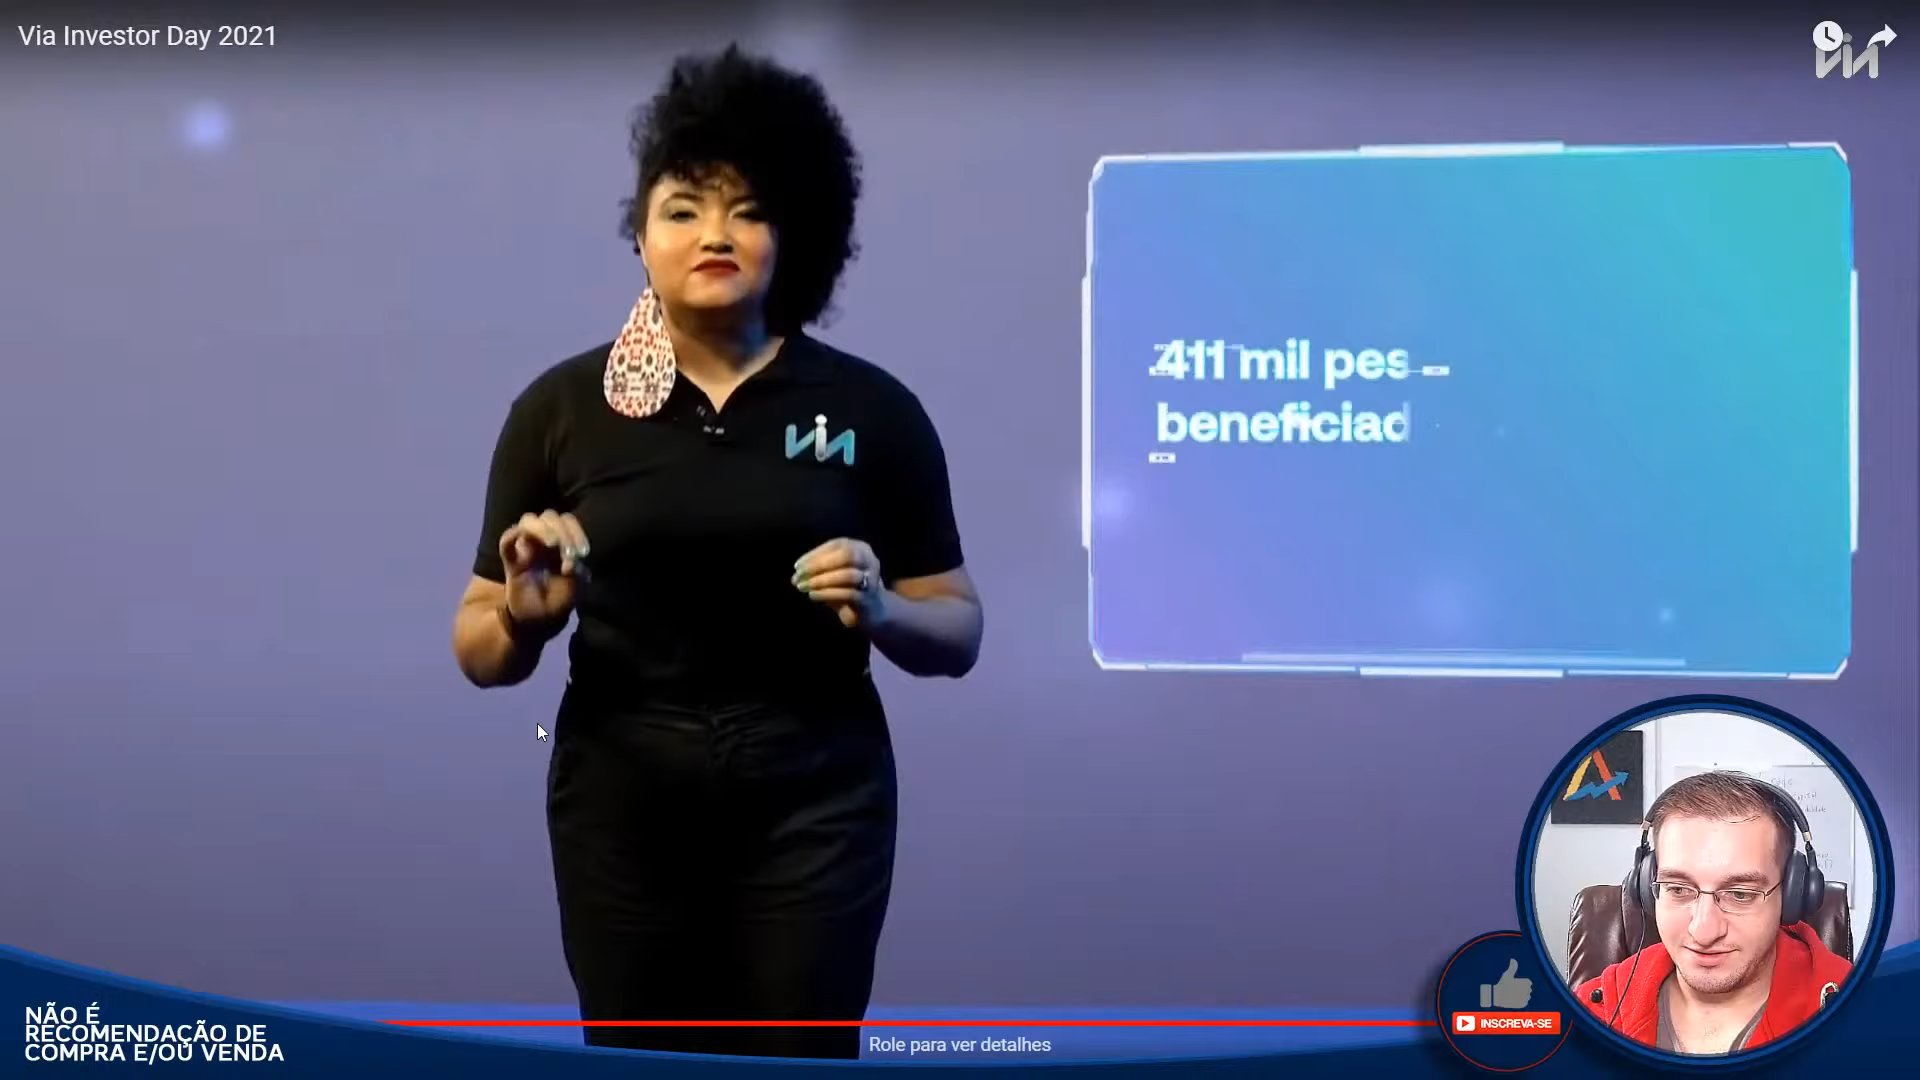 Via Investor Day 2021
via
via
411 mil pes
beneficiad
NÃO É
RECOMENDAÇÃO DE
COMPRA E/OU VENDA
Role para ver detalhes
INSCREVA-SE